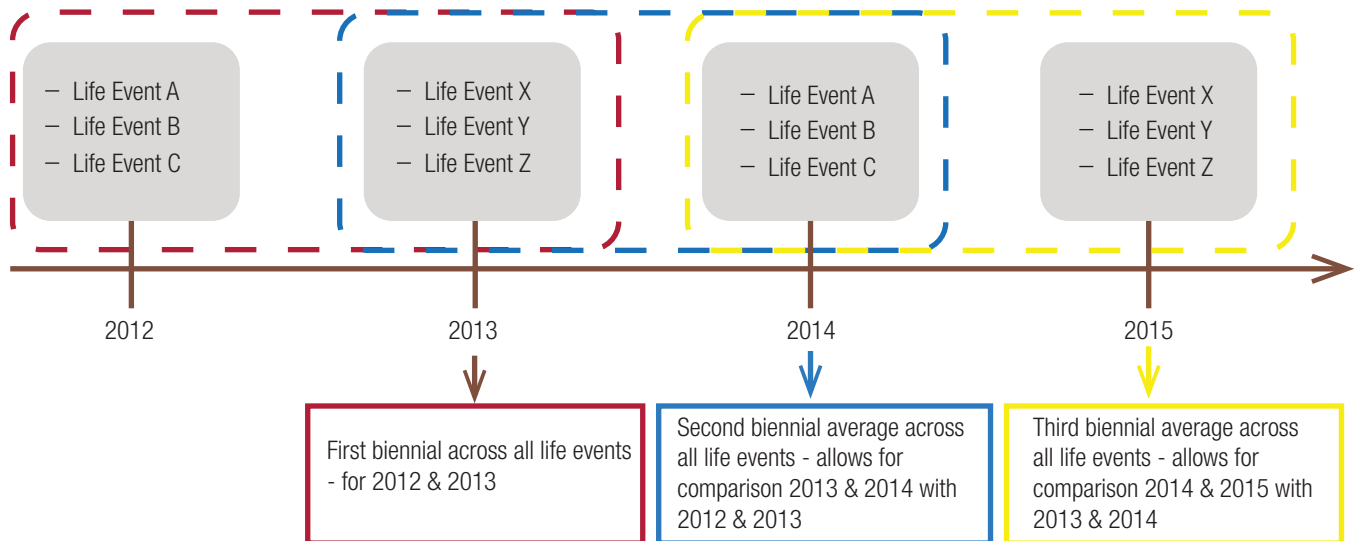 – Life Event A
– Life Event B
– Life Event C
– Life Event X
– Life Event Y
– Life Event Z
– Life Event A
– Life Event B
– Life Event C
– Life Event X
– Life Event Y
– Life Event Z
2012
2013
2014
2015
First biennial across all life events
- for 2012 & 2013
Second biennial average across
all life events - allows for
comparison 2013 & 2014 with
2012 & 2013
Third biennial average across
all life events - allows for
comparison 2014 & 2015 with
2013 & 2014